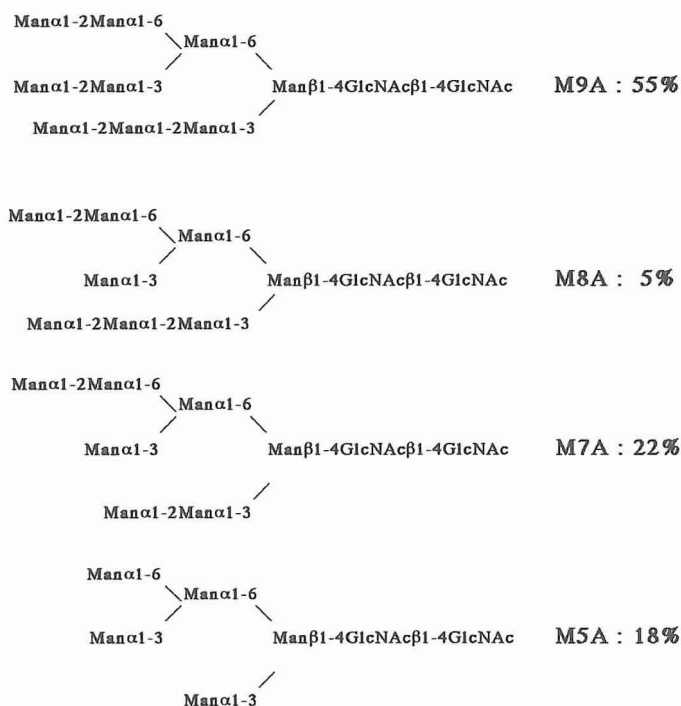 Manα1-2Manα1-6
Manα1-6
Manα1-2Manα1-3 Manβ1-4GlcNAcβ1-4GlcNAc M9A : 55%
Manα1-2Manα1-2Manα1-3
Manα1-2Manα1-6
Manα1-6
Manα1-3 Manβ1-4GlcNAcβ1-4GlcNAc M8A : 5%
Manα1-2Manα1-2Manα1-3
Manα1-2Manα1-6
Manα1-6
Manα1-3 Manβ1-4GlcNAcβ1-4GlcNAc M7A : 22%
Manα1-2Manα1-3
Manα1-6
Manα1-6
Manα1-3 Manβ1-4GlcNAcβ1-4GlcNAc M5A : 18%
Manα1-3